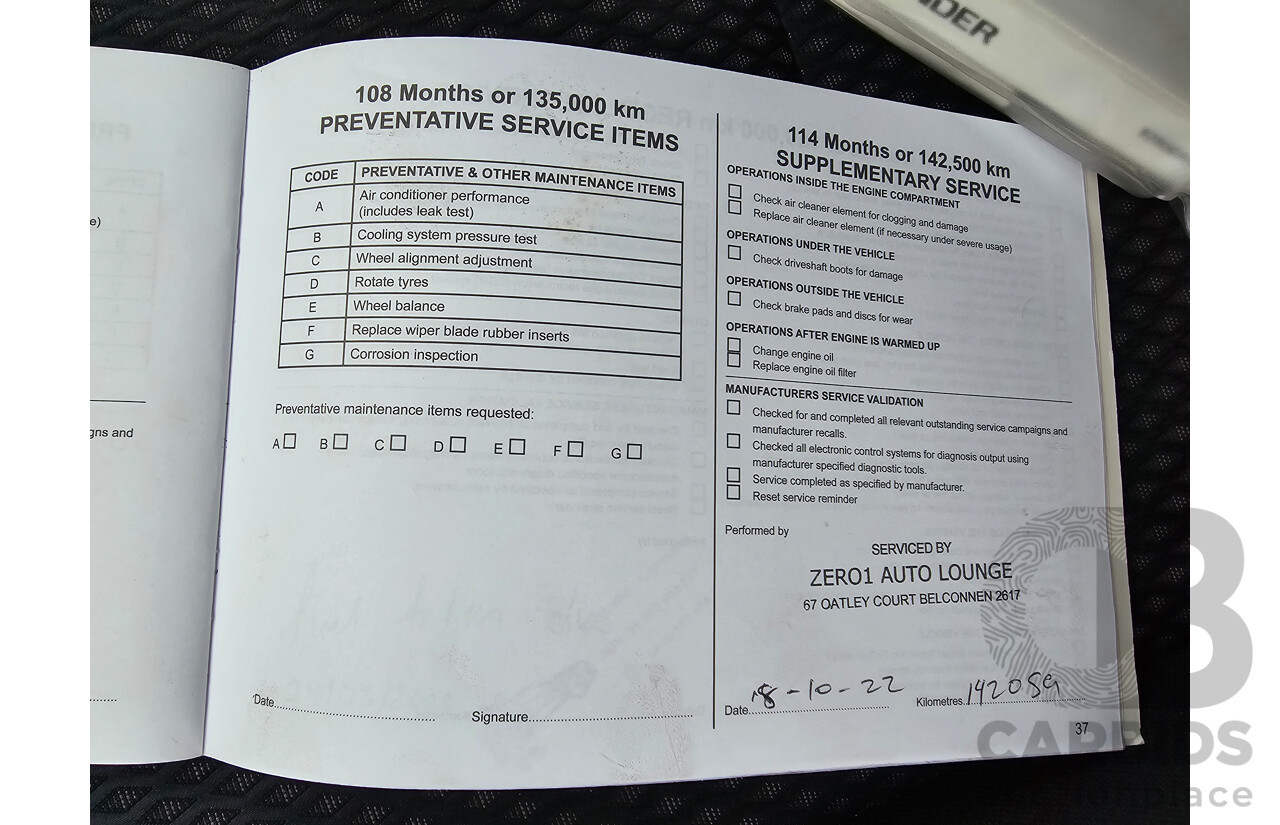 108 Months or 135,000 km
PREVENTATIVE SERVICE ITEMS
CODE PREVENTATIVE & OTHER MAINTENANCE ITEMS
A Air conditioner performance
(includes leak test)
B Cooling system pressure test
C Wheel alignment adjustment
D Rotate tyres
E Wheel balance
F Replace wiper blade rubber inserts
G Corrosion inspection
Preventative maintenance items requested:
A B C D E F G
Date
Signature
114 Months or 142,500 km
SUPPLEMENTARY SERVICE
OPERATIONS INSIDE THE ENGINE COMPARTMENT
Check air cleaner element for clogging and damage
Replace air cleaner element (if necessary under severe usage)
OPERATIONS UNDER THE VEHICLE
Check driveshaft boots for damage
OPERATIONS OUTSIDE THE VEHICLE
Check brake pads and discs for wear
OPERATIONS AFTER ENGINE IS WARMED UP
Change engine oil
Replace engine oil filter
MANUFACTURERS SERVICE VALIDATION
Checked for and completed all relevant outstanding service campaigns and
manufacturer recalls.
Checked all electronic control systems for diagnosis output using
manufacturer specified diagnostic tools.
Service completed as specified by manufacturer.
Reset service reminder
Performed by
SERVICED BY
ZERO1 AUTO LOUNGE
67 OATLEY COURT BELCONNEN 2617
Date 18-10-22 Kilometres 142059
37